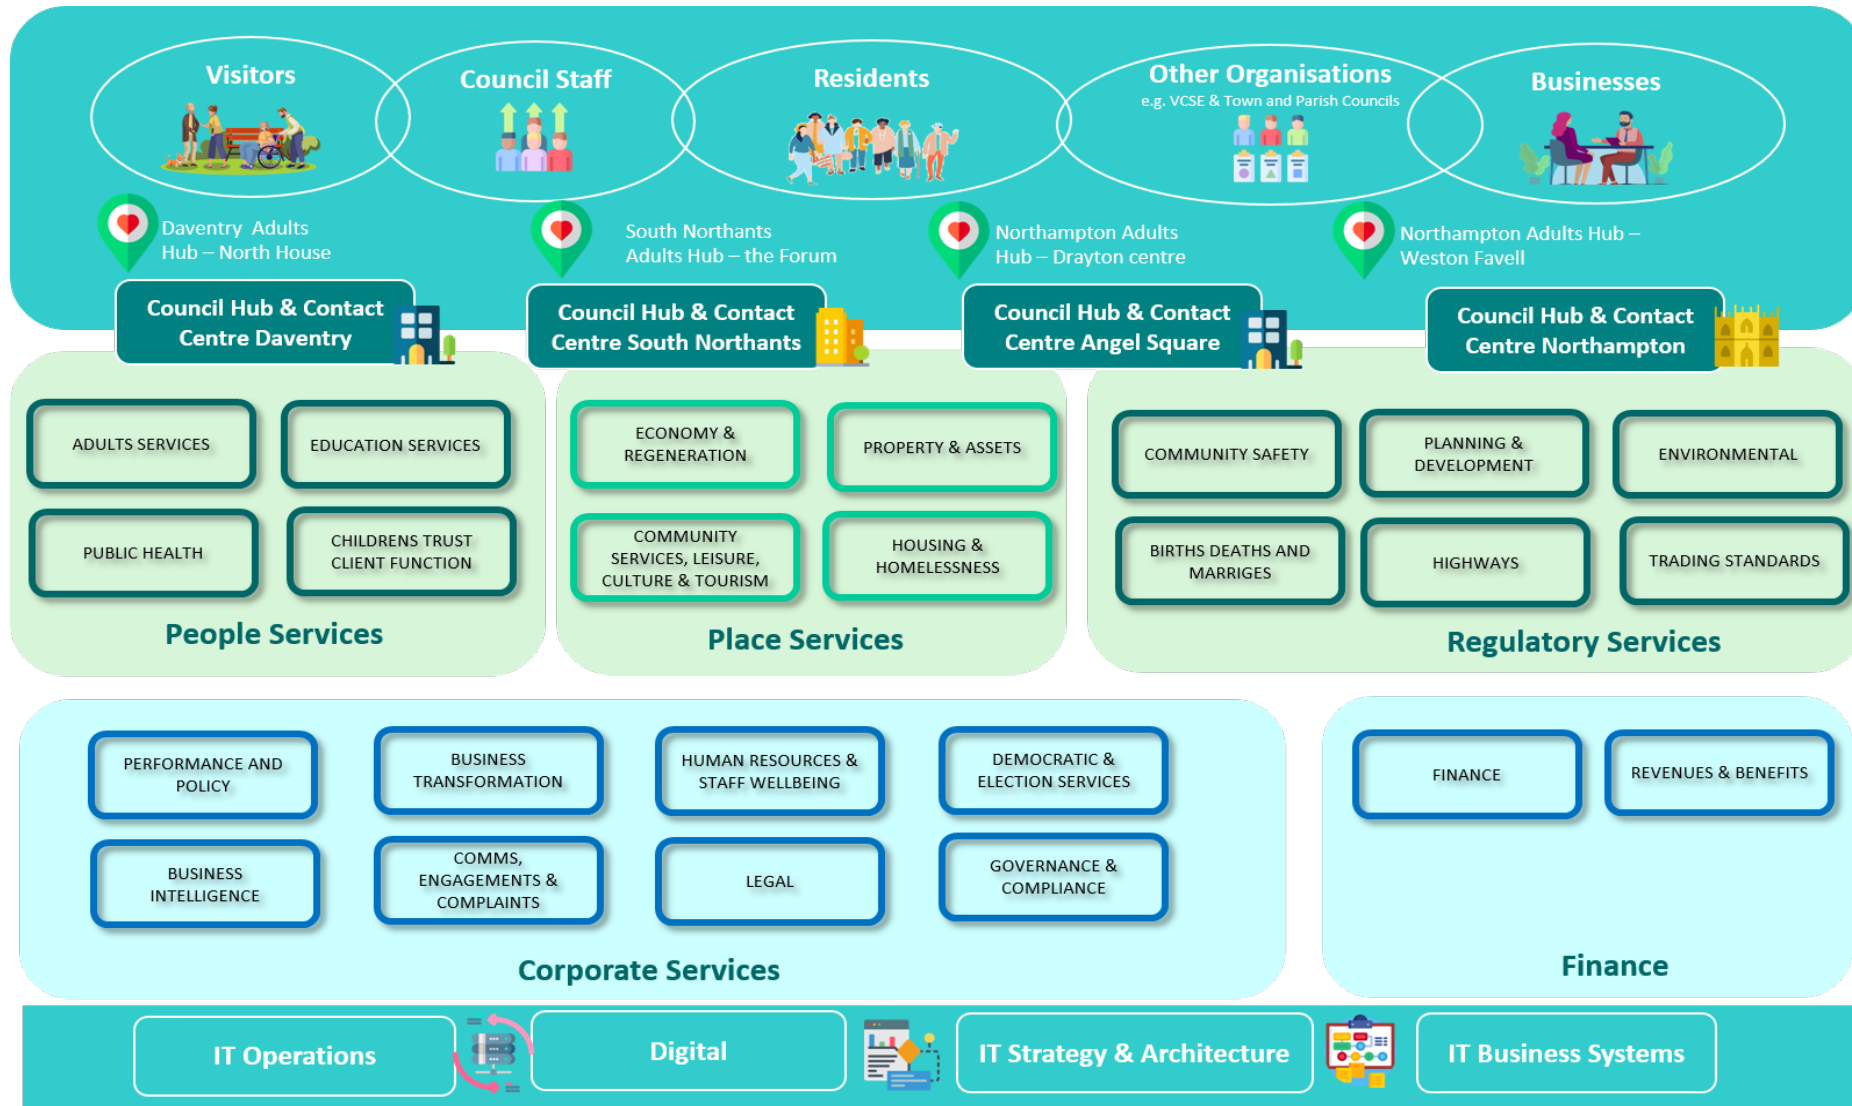 Visitors
Council Staff
Residents
Other Organisations
e.g. VCSE & Town and Parish Councils
Businesses
Daventry Adults
Hub – North House
South Northants
Adults Hub – the Forum
Northampton Adults
Hub – Drayton centre
Northampton Adults Hub –
Weston Favell
Council Hub & Contact
Centre Daventry
Council Hub & Contact
Centre South Northants
Council Hub & Contact
Centre Angel Square
Council Hub & Contact
Centre Northampton
ADULTS SERVICES
EDUCATION SERVICES
PUBLIC HEALTH
CHILDRENS TRUST
CLIENT FUNCTION
People Services
ECONOMY &
REGENERATION
PROPERTY & ASSETS
COMMUNITY
SERVICES, LEISURE,
CULTURE & TOURISM
HOUSING &
HOMELESSNESS
Place Services
COMMUNITY SAFETY
PLANNING &
DEVELOPMENT
ENVIRONMENTAL
BIRTHS DEATHS AND
MARRIGES
HIGHWAYS
TRADING STANDARDS
Regulatory Services
PERFORMANCE AND
POLICY
BUSINESS
TRANSFORMATION
HUMAN RESOURCES &
STAFF WELLBEING
DEMOCRATIC &
ELECTION SERVICES
BUSINESS
INTELLIGENCE
COMMS,
ENGAGEMENTS &
COMPLAINTS
LEGAL
GOVERNANCE &
COMPLIANCE
Corporate Services
FINANCE
REVENUES & BENEFITS
Finance
IT Operations
Digital
IT Strategy & Architecture
IT Business Systems